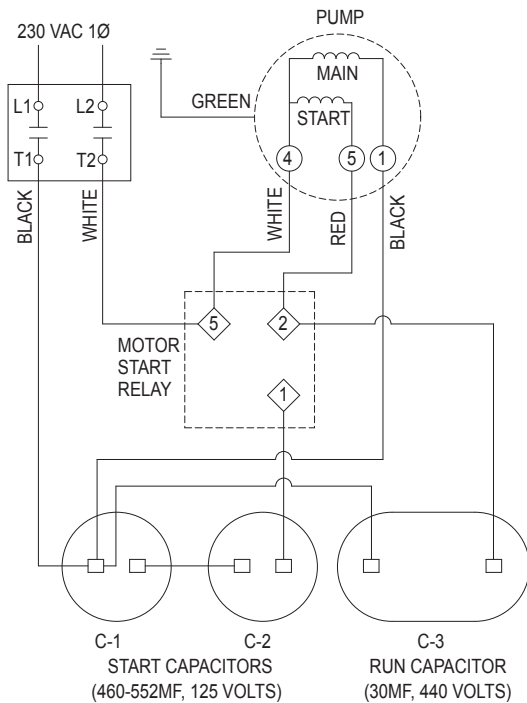 230 VAC 1Ø
PUMP
MAIN
START
GREEN
L1
L2
T1
T2
4
5
1
BLACK
WHITE
WHITE
RED
BLACK
5
2
1
MOTOR
START
RELAY
C-1
C-2
C-3
START CAPACITORS
(460-552MF, 125 VOLTS)
RUN CAPACITOR
(30MF, 440 VOLTS)